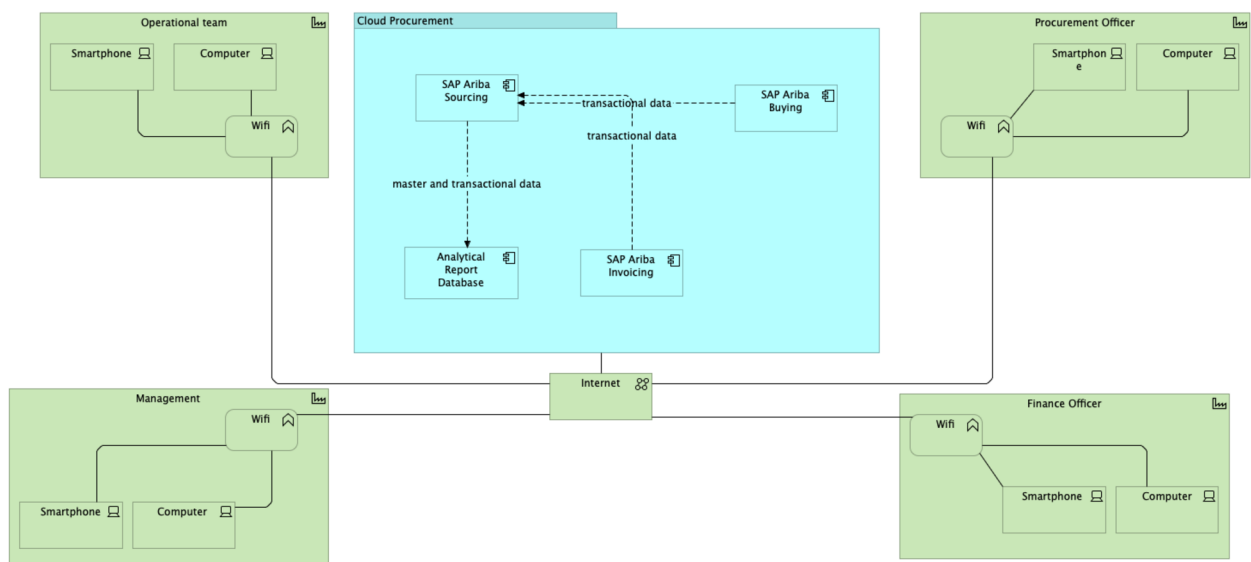 Operational team
Smartphone
Computer
Wifi
Cloud Procurement
SAP Ariba
Sourcing
transactional data
SAP Ariba
Buying
transactional data
master and transactional data
Analytical
Report
Database
SAP Ariba
Invoicing
Procurement Officer
Smartphon
e
Computer
Wifi
Internet
Management
Wifi
Smartphone
Computer
Finance Officer
Wifi
Smartphone
Computer